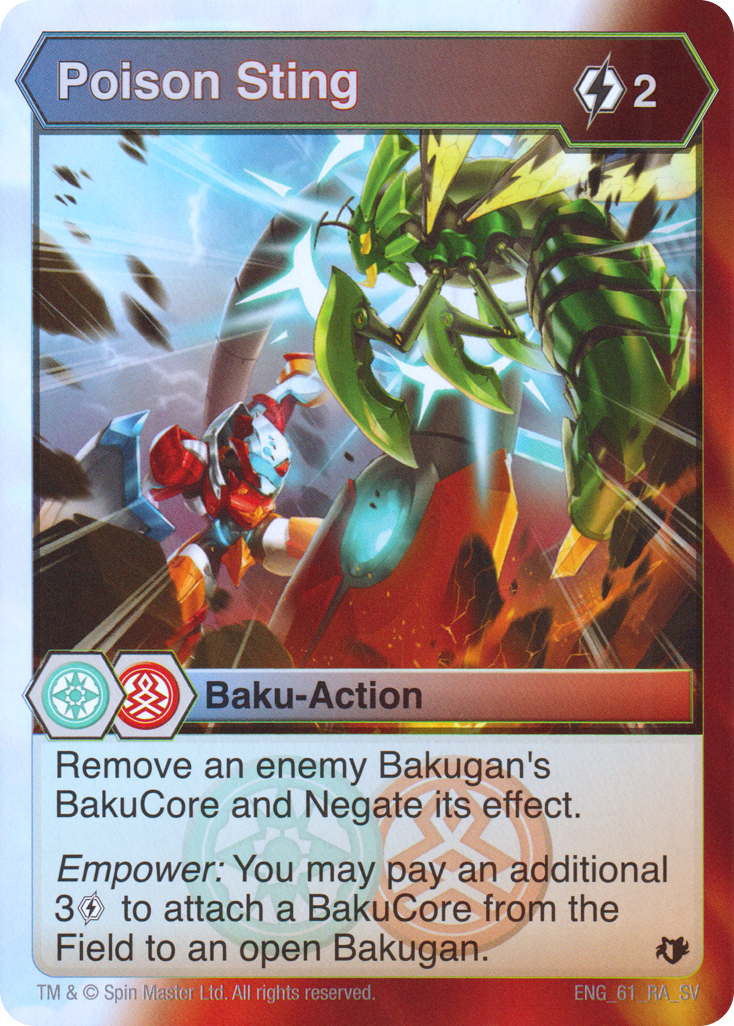 Poison Sting
2
Baku-Action
Remove an enemy Bakugan's
BakuCore and Negate its effect.
Empower: You may pay an additional
3 to attach a BakuCore from the
Field to an open Bakugan.
TM & © Spin Master Ltd. All rights reserved.
ENG_61_RA_SV